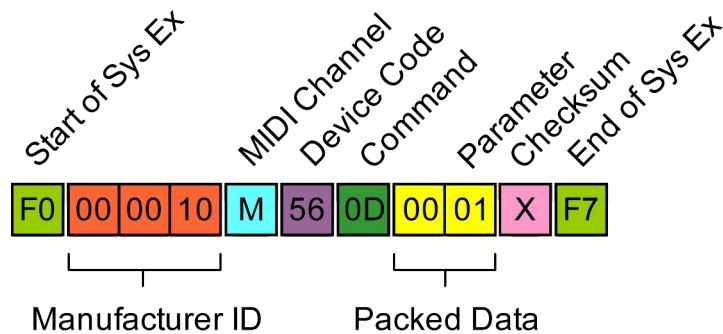 Start of Sys Ex
MIDI Channel
Device Code
Command
Parameter
Checksum
End of Sys Ex
F0 00 00 10 M 56 0D 00 01 X F7
Manufacturer ID
Packed Data